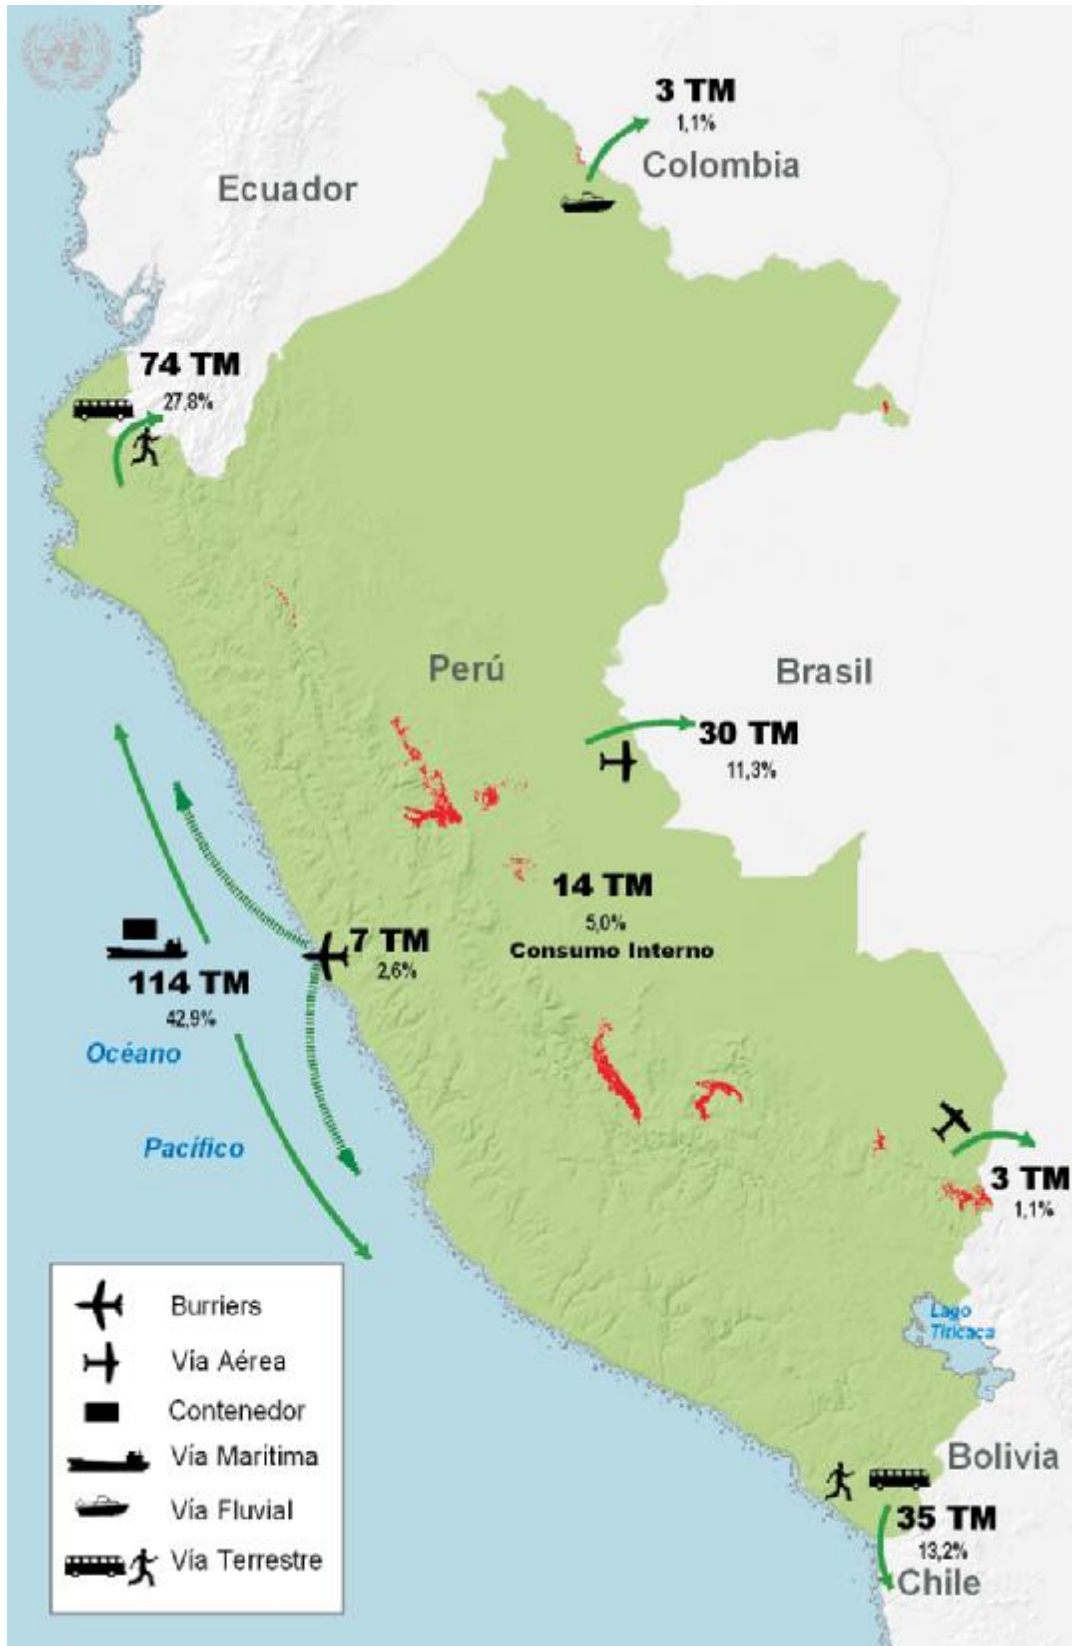 3 TM
1,1%
Colombia
Ecuador
74 TM
27,8%
Perú
Brasil
30 TM
11,3%
14 TM
5,0%
Consumo Interno
7 TM
2,6%
114 TM
42,9%
Océano
Pacífico
3 TM
1,1%
Lago
Titicaca
Bolivia
35 TM
13,2%
Chile
Burriers
Vía Aérea
Contenedor
Vía Marítima
Vía Fluvial
Vía Terrestre